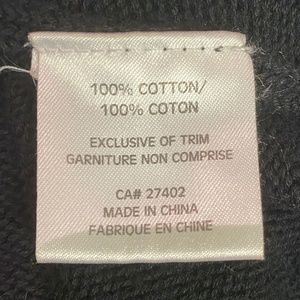 100% COTTON/
100% COTON
EXCLUSIVE OF TRIM
GARNITURE NON COMPRISE
CA# 27402
MADE IN CHINA
FABRIQUE EN CHINE